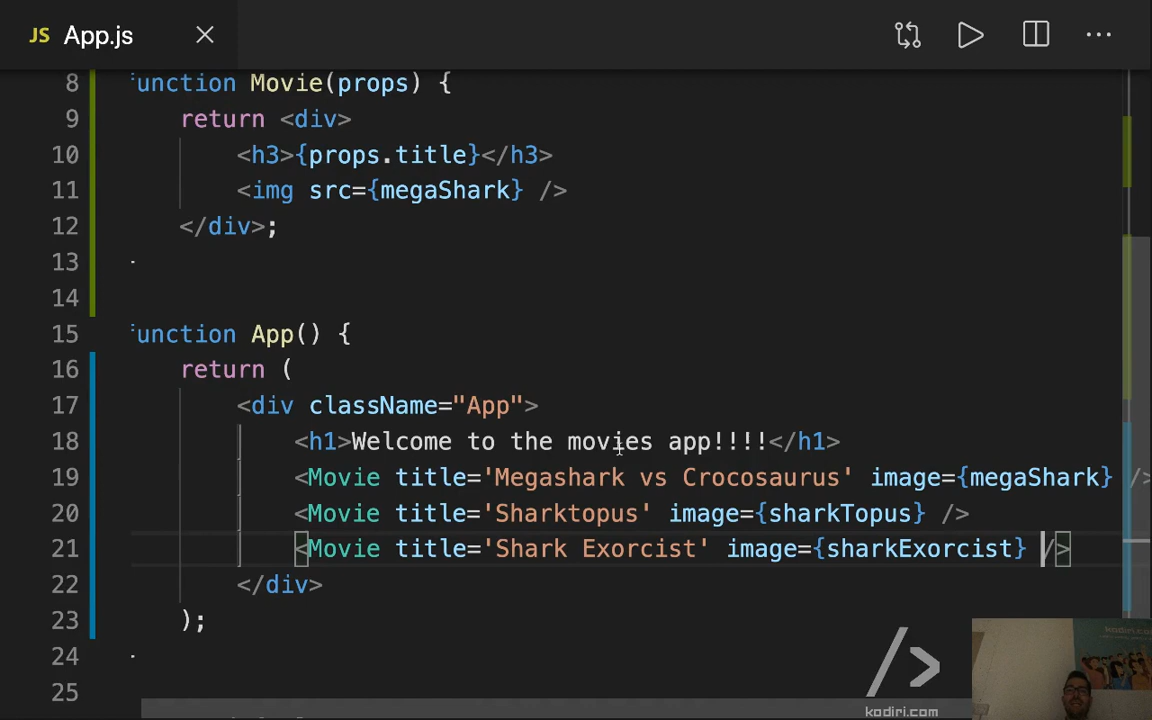 JS App.js
8 unction Movie(props) {
9 return <div>
10 <h3>{props.title}</h3>
11 <img src={megaShark} />
12 </div>;
13
14
15 unction App() {
16 return (
17 <div className="App">
18 <h1>Welcome to the movies app!!!!</h1>
19 <Movie title='Megashark vs Crocosaurus' image={megaShark} />
20 <Movie title='Sharktopus' image={sharkTopus} />
21 <Movie title='Shark Exorcist' image={sharkExorcist} />
22 </div>
23 );
24
25
/>
kodiri.com
kodiri.com